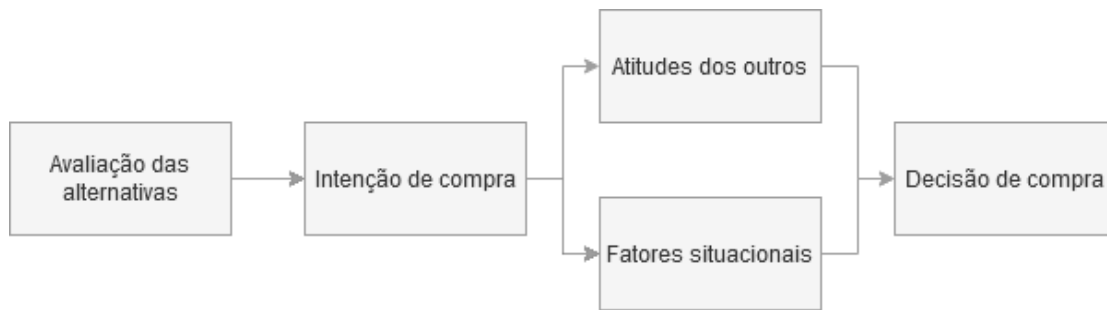 Atitudes dos outros
Avaliação das
alternativas
Intenção de compra
Decisão de compra
Fatores situacionais